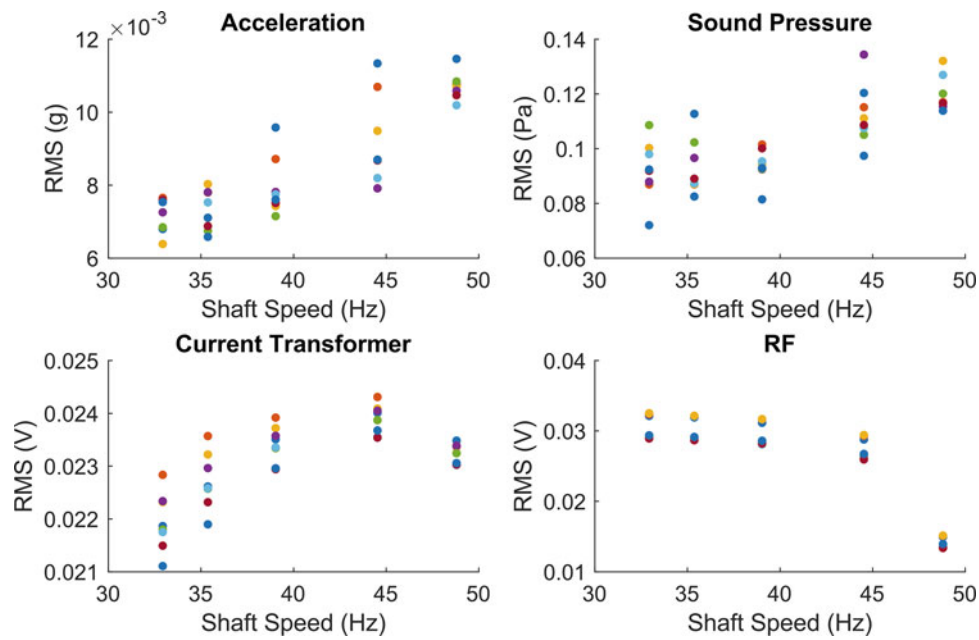 Acceleration
×10⁻³
12
10
8
6
RMS (g)
30 35 40 45 50
Shaft Speed (Hz)
Sound Pressure
0.14
0.12
0.1
0.08
0.06
RMS (Pa)
30 35 40 45 50
Shaft Speed (Hz)
Current Transformer
0.025
0.024
0.023
0.022
0.021
RMS (V)
30 35 40 45 50
Shaft Speed (Hz)
RF
0.04
0.03
0.02
0.01
RMS (V)
30 35 40 45 50
Shaft Speed (Hz)